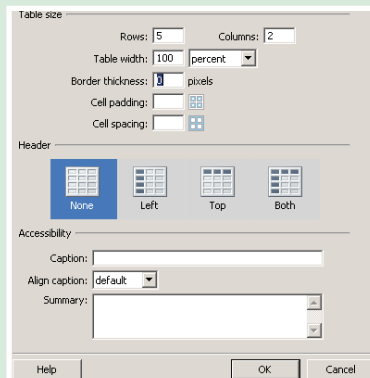 Table size
Rows: 5 Columns: 2
Table width: 100 percent
Border thickness: 0 pixels
Cell padding:
Cell spacing:
Header
None Left Top Both
Accessibility
Caption:
Align caption: default
Summary:
Help OK Cancel